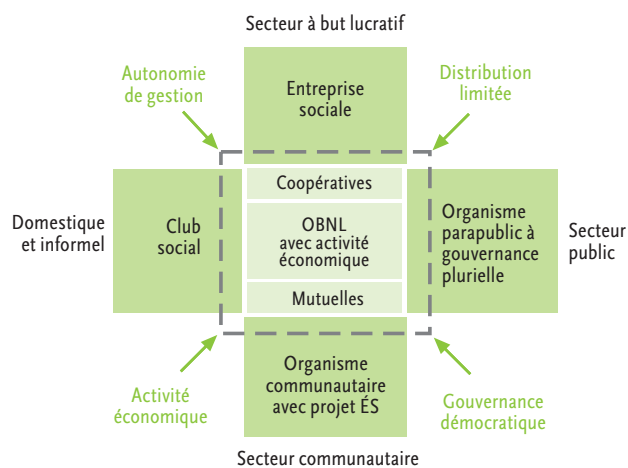 Secteur à but lucratif
Autonomie
de gestion
Entreprise
sociale
Distribution
limitée
Domestique
et informel
Club
social
Coopératives
OBNL
avec activité
économique
Mutuelles
Organisme
parapublic à
gouvernance
plurielle
Secteur
public
Activité
économique
Organisme
communautaire
avec projet ÉS
Gouvernance
démocratique
Secteur communautaire